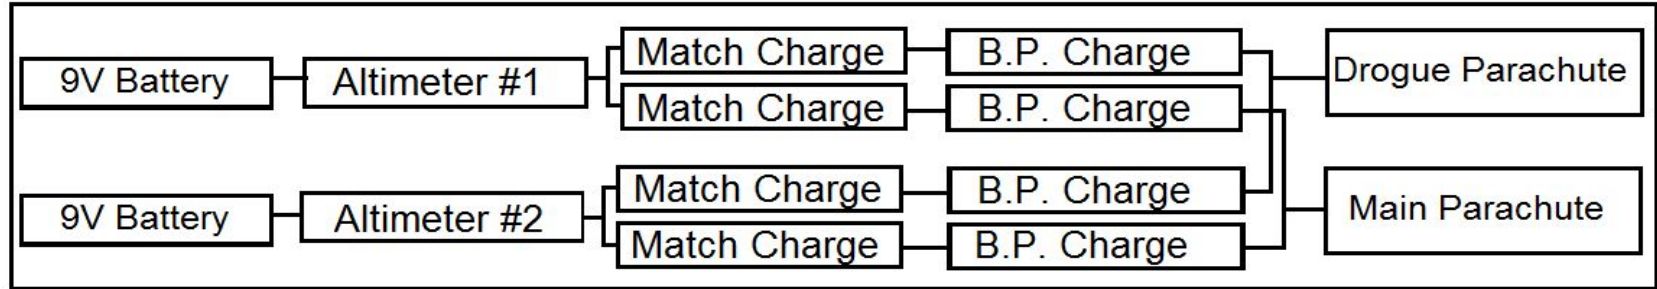 9V Battery
Altimeter #1
Match Charge
B.P. Charge
Match Charge
B.P. Charge
Drogue Parachute
9V Battery
Altimeter #2
Match Charge
B.P. Charge
Match Charge
B.P. Charge
Main Parachute